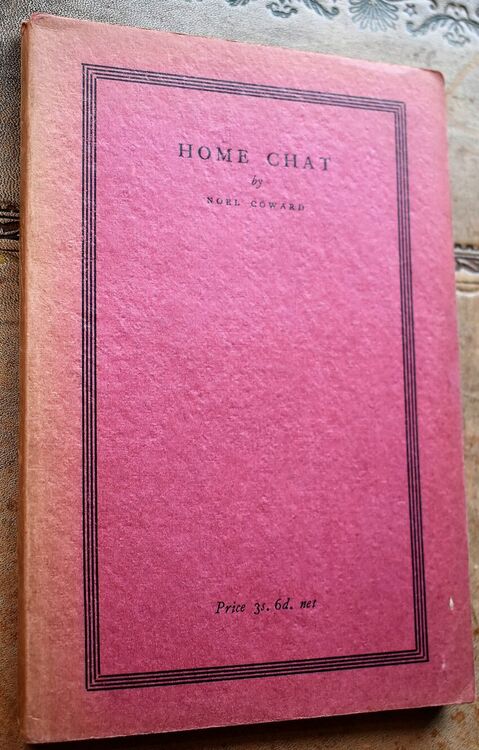 HOME CHAT
by
NOEL COWARD
Price 3s. 6d. net